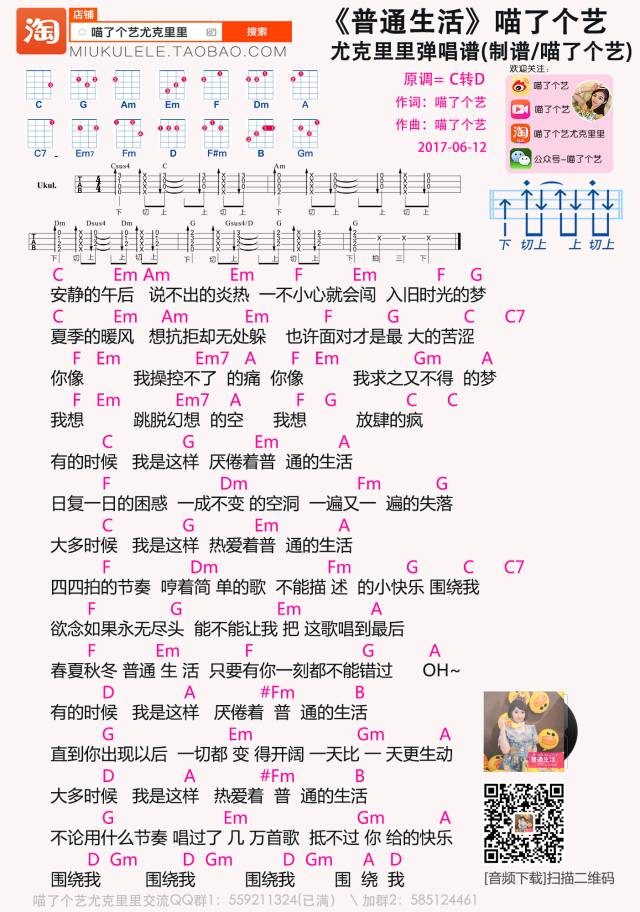 淘
店铺
喵了个艺尤克里里
搜索
MIUKULELE.TAOBAO.COM
《普通生活》喵了个艺
尤克里里弹唱谱(制谱/喵了个艺)
原调= C转D
作词：喵了个艺
作曲：喵了个艺
2017-06-12
欢迎关注：
喵了个艺
喵了个艺
淘 喵了个艺尤克里里
公众号-喵了个艺
C G Am Em F Dm A
C7 Em7 Fm D F#m B Gm
Csus4 C Am
Ukul.
下 切上 上 切上 下 切上 上 切上
Dm Dsus4 Dm G Gsus4/D G G
下 切上 上 切上 下 切上 上 切上 下 拍 三 下
下 切上 上 切上
C Em Am Em F Em F G
安静的午后 说不出的炎热 一不小心就会闯 入旧时光的梦
C Em Am Em F G C C7
夏季的暖风 想抗拒却无处躲 也许面对才是最 大的苦涩
F Em Em7 A F Em Gm A
你像 我操控不了 的痛 你像 我求之又不得 的梦
F Em Em7 A F G C C
我想 跳脱幻想 的空 我想 放肆的疯
C G Em A
有的时候 我是这样 厌倦着普 通的生活
F Dm Fm G
日复一日的困惑 一成不变 的空洞 一遍又一 遍的失落
C G Em A
大多时候 我是这样 热爱着普 通的生活
F Dm Fm G C C7
四四拍的节奏 哼着简 单的歌 不能描 述 的小快乐 围绕我
F G Em A
欲念如果永无尽头 能不能让我 把 这歌唱到最后
F Em F G A
春夏秋冬 普通 生 活 只要有你一刻都不能错过 OH~
D A #Fm B
有的时候 我是这样 厌倦着 普 通的生活
G Em Gm A
直到你出现以后 一切都 变 得开阔 一天比 一 天更生动
D A #Fm B
大多时候 我是这样 热爱着 普 通的生活
G Em Gm A
不论用什么节奏 唱过了 几 万首歌 抵不过 你 给的快乐
D Gm D Gm D Gm A D
围绕我 围绕我 围绕我 围 绕 我
普通生活
[音频下载]扫描二维码
喵了个艺尤克里里交流QQ群1：559211324(已满) \ 加群2：585124461